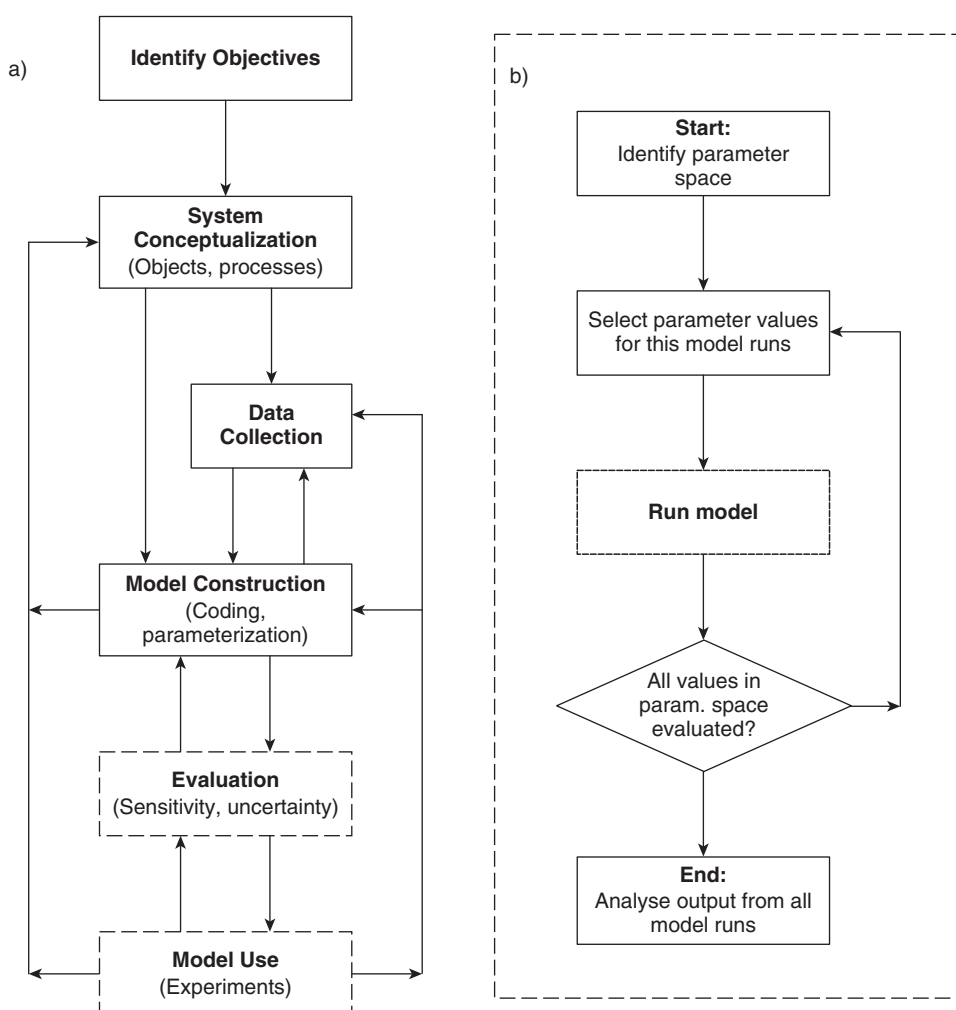 a)
Identify Objectives
System
Conceptualization
(Objects, processes)
Data
Collection
Model Construction
(Coding,
parameterization)
Evaluation
(Sensitivity, uncertainty)
Model Use
(Experiments)
b)
Start:
Identify parameter
space
Select parameter values
for this model runs
Run model
All values in
param. space
evaluated?
End:
Analyse output from all
model runs